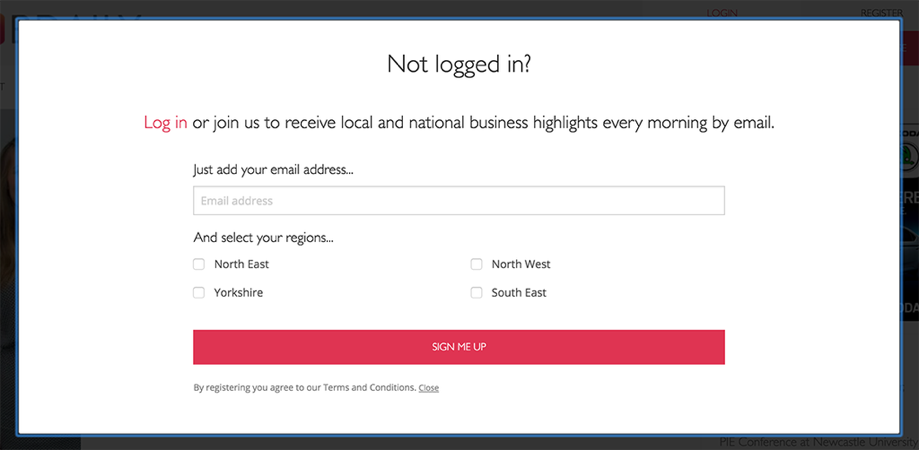 LOGIN
REGISTER
Not logged in?
Log in or join us to receive local and national business highlights every morning by email.
Just add your email address...
Email address
And select your regions...
North East
North West
Yorkshire
South East
SIGN ME UP
By registering you agree to our Terms and Conditions. Close
PIE Conference at Newcastle University